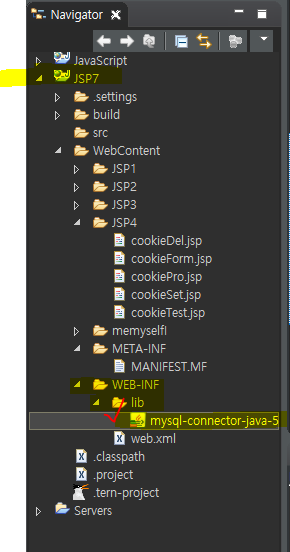 Navigator
JavaScript
JSP7
.settings
build
src
WebContent
JSP1
JSP2
JSP3
JSP4
cookieDel.jsp
cookieForm.jsp
cookiePro.jsp
cookieSet.jsp
cookieTest.jsp
memyselfI
META-INF
MANIFEST.MF
WEB-INF
lib
mysql-connector-java-5
web.xml
.classpath
.project
.tern-project
Servers